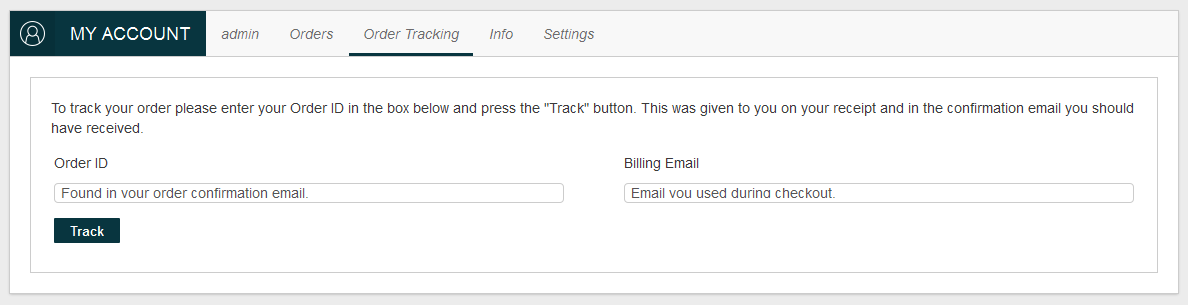 MY ACCOUNT admin Orders Order Tracking Info Settings
To track your order please enter your Order ID in the box below and press the "Track" button. This was given to you on your receipt and in the confirmation email you should
have received.
Order ID Billing Email
Found in your order confirmation email. Email you used during checkout.
Track